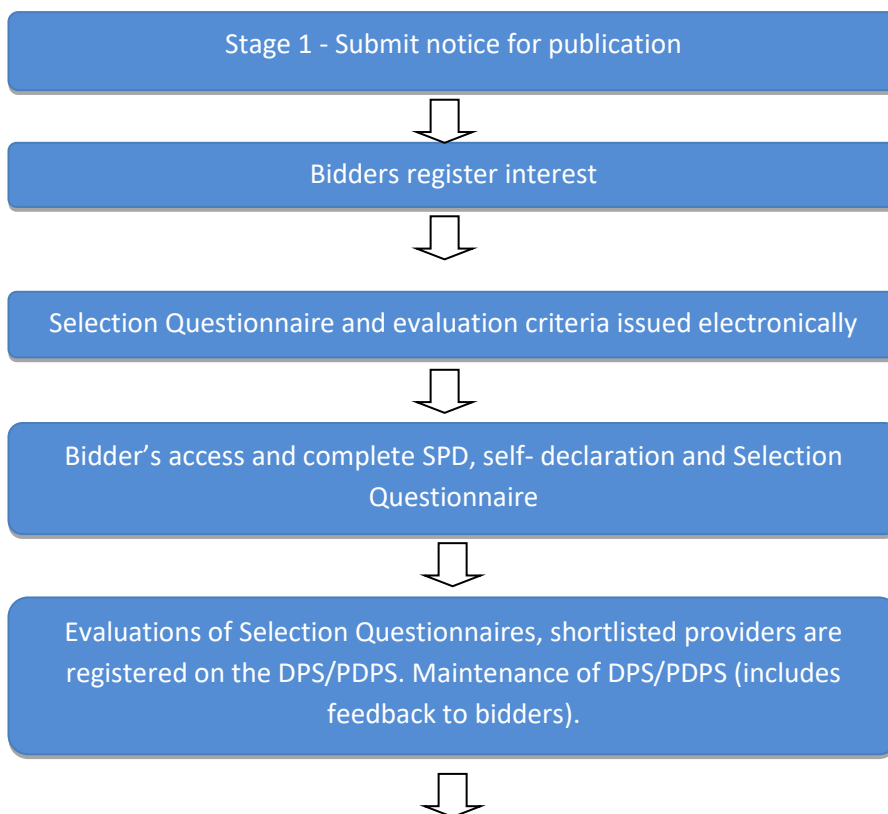 Stage 1 - Submit notice for publication
Bidders register interest
Selection Questionnaire and evaluation criteria issued electronically
Bidder’s access and complete SPD, self- declaration and Selection
Questionnaire
Evaluations of Selection Questionnaires, shortlisted providers are
registered on the DPS/PDPS. Maintenance of DPS/PDPS (includes
feedback to bidders).